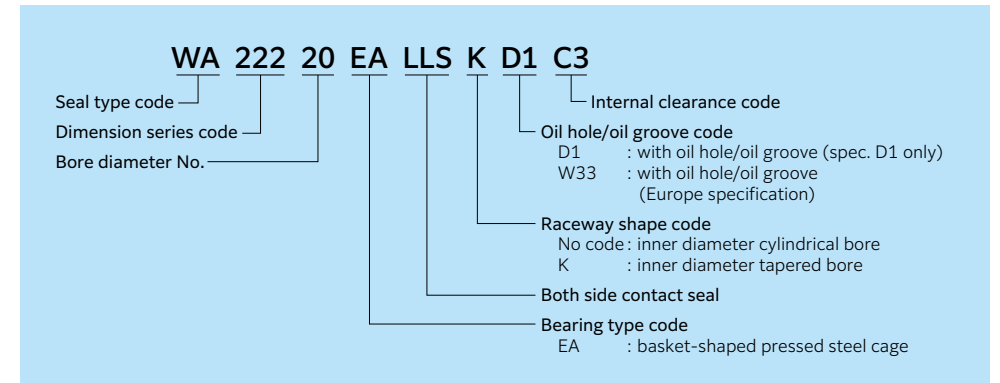 WA 222 20 EA LLS K D1 C3
Seal type code
Dimension series code
Bore diameter No.
Internal clearance code
Oil hole/oil groove code
D1 : with oil hole/oil groove (spec. D1 only)
W33 : with oil hole/oil groove
(Europe specification)
Raceway shape code
No code : inner diameter cylindrical bore
K : inner diameter tapered bore
Both side contact seal
Bearing type code
EA : basket-shaped pressed steel cage